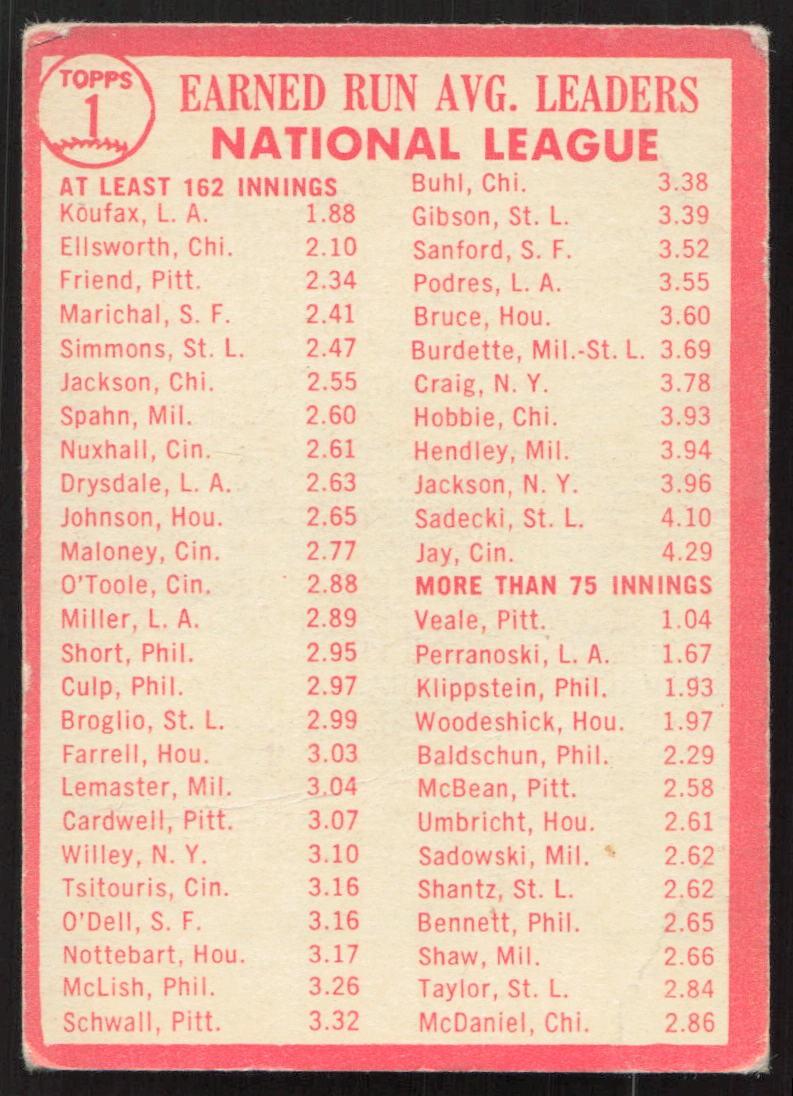 TOPPS
1
EARNED RUN AVG. LEADERS
NATIONAL LEAGUE
AT LEAST 162 INNINGS
Koufax, L. A. 1.88
Ellsworth, Chi. 2.10
Friend, Pitt. 2.34
Marichal, S. F. 2.41
Simmons, St. L. 2.47
Jackson, Chi. 2.55
Spahn, Mil. 2.60
Nuxhall, Cin. 2.61
Drysdale, L. A. 2.63
Johnson, Hou. 2.65
Maloney, Cin. 2.77
O'Toole, Cin. 2.88
Miller, L. A. 2.89
Short, Phil. 2.95
Culp, Phil. 2.97
Broglio, St. L. 2.99
Farrell, Hou. 3.03
Lemaster, Mil. 3.04
Cardwell, Pitt. 3.07
Willey, N. Y. 3.10
Tsitouris, Cin. 3.16
O'Dell, S. F. 3.16
Nottebart, Hou. 3.17
McLish, Phil. 3.26
Schwall, Pitt. 3.32
Buhl, Chi. 3.38
Gibson, St. L. 3.39
Sanford, S. F. 3.52
Podres, L. A. 3.55
Bruce, Hou. 3.60
Burdette, Mil.-St. L. 3.69
Craig, N. Y. 3.78
Hobbie, Chi. 3.93
Hendley, Mil. 3.94
Jackson, N. Y. 3.96
Sadecki, St. L. 4.10
Jay, Cin. 4.29
MORE THAN 75 INNINGS
Veale, Pitt. 1.04
Perranoski, L. A. 1.67
Klippstein, Phil. 1.93
Woodeshick, Hou. 1.97
Baldschun, Phil. 2.29
McBean, Pitt. 2.58
Umbricht, Hou. 2.61
Sadowski, Mil. 2.62
Shantz, St. L. 2.62
Bennett, Phil. 2.65
Shaw, Mil. 2.66
Taylor, St. L. 2.84
McDaniel, Chi. 2.86